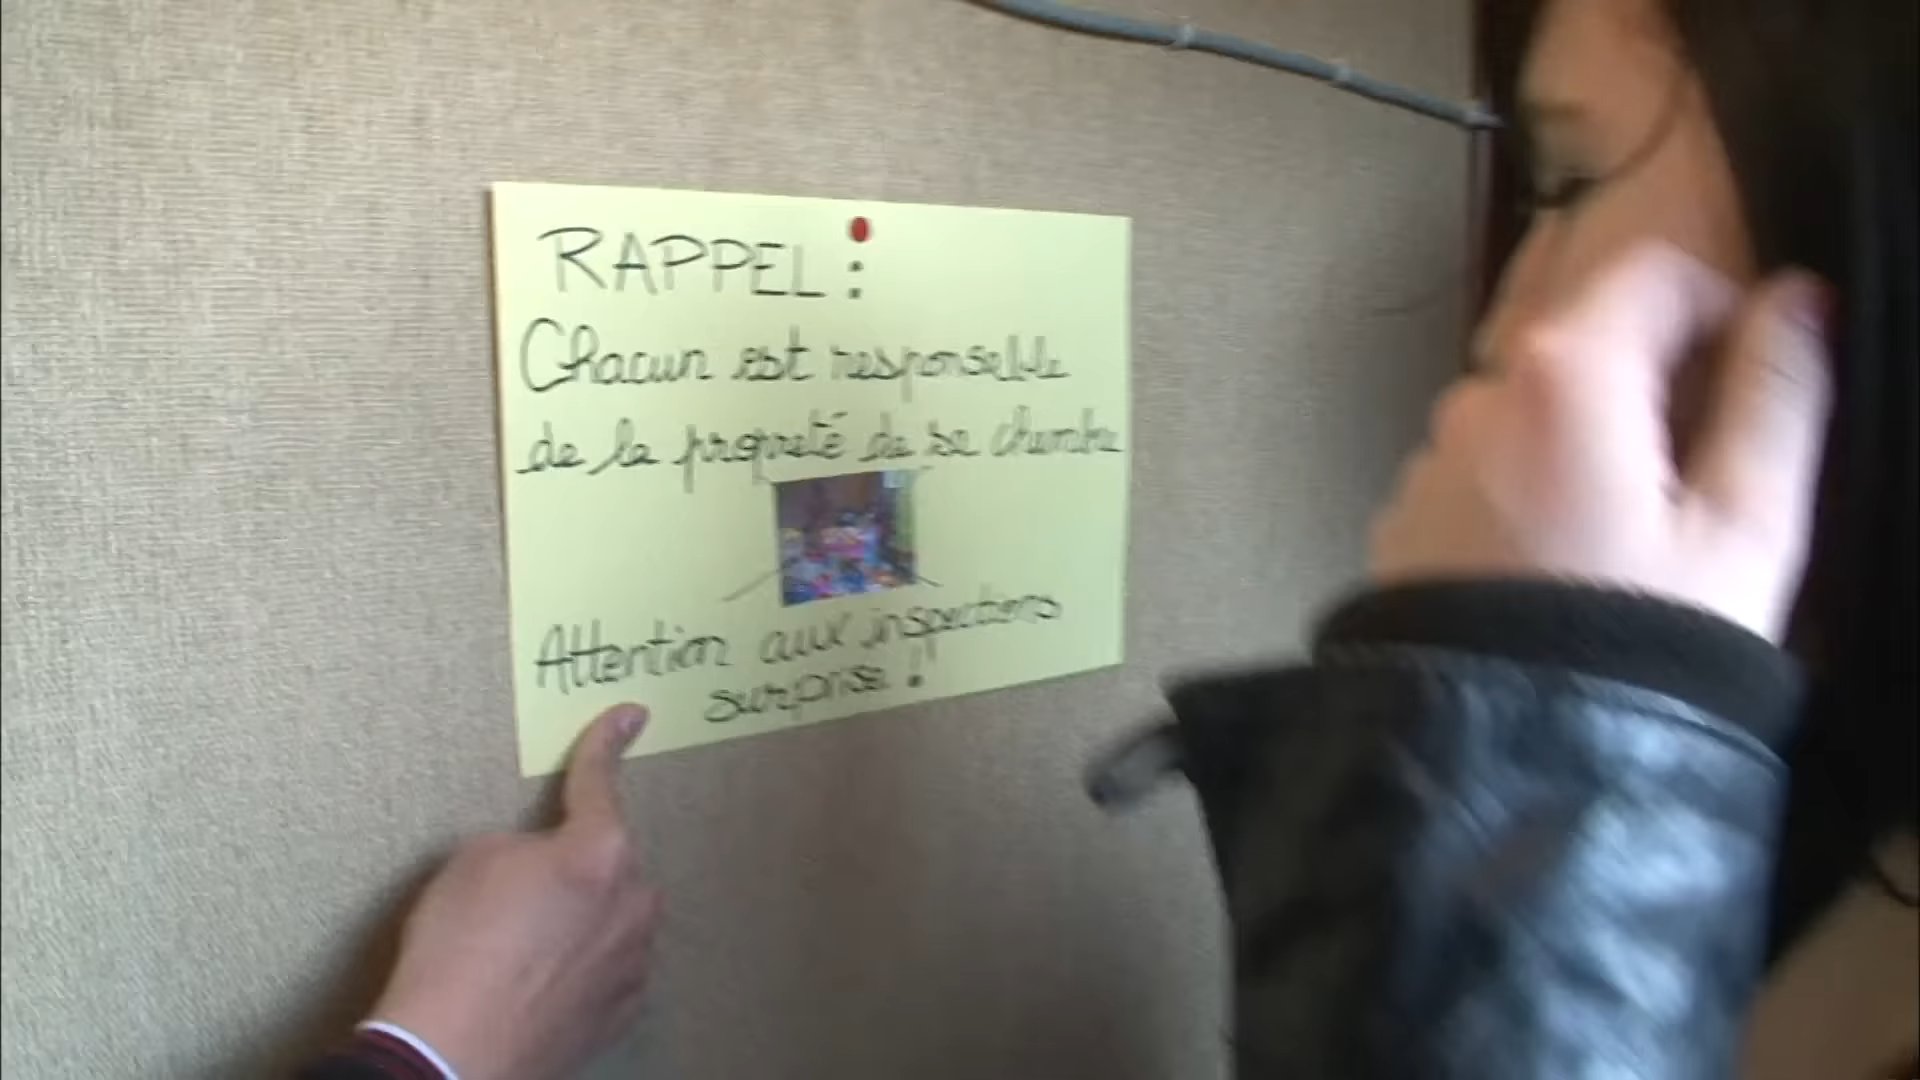 RAPPEL :
Chacun est responsable
de la propreté de sa chambre
Attention aux inspections
surprise !